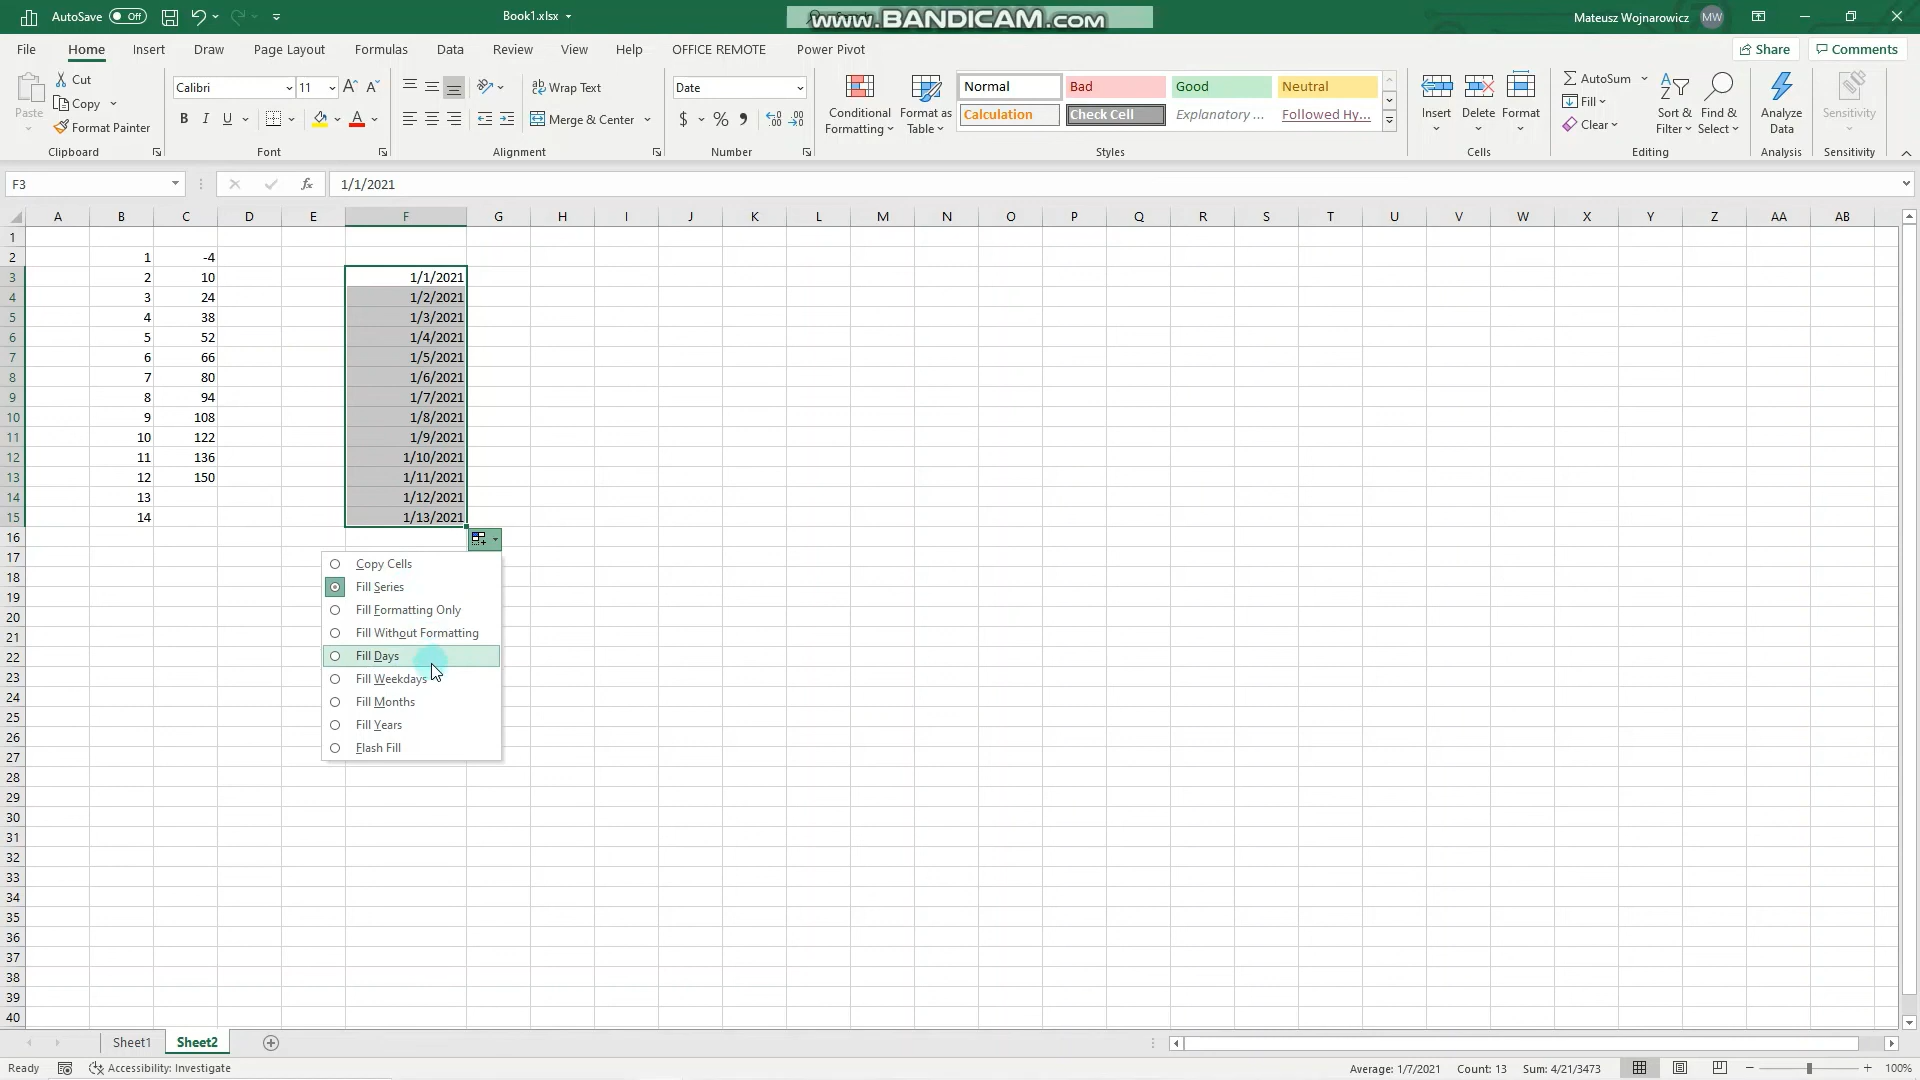 AutoSave Off
Book1.xlsx
www.BANDICAM.com
Mateusz Wojnarowicz MW
File Home Insert Draw Page Layout Formulas Data Review View Help OFFICE REMOTE Power Pivot
Share Comments
Paste
Cut
Copy
Format Painter
Clipboard
Calibri 11
A A
B I U A
Font
Wrap Text
Merge & Center
Alignment
Date
$ % ,
Number
Conditional Formatting
Format as Table
Normal Bad Good Neutral
Calculation Check Cell Explanatory ... Followed Hy...
Styles
Insert Delete Format
Cells
AutoSum
Fill
Clear
Sort & Filter
Find & Select
Editing
Analyze Data
Analysis
Sensitivity
Sensitivity
F3 fx 1/1/2021
A B C D E F G H I J K L M N O P Q R S T U V W X Y Z AA AB
1
2 1 -4
3 2 10 1/1/2021
4 3 24 1/2/2021
5 4 38 1/3/2021
6 5 52 1/4/2021
7 6 66 1/5/2021
8 7 80 1/6/2021
9 8 94 1/7/2021
10 9 108 1/8/2021
11 10 122 1/9/2021
12 11 136 1/10/2021
13 12 150 1/11/2021
14 13 1/12/2021
15 14 1/13/2021
16
17 Copy Cells
18 Fill Series
19 Fill Formatting Only
20
21 Fill Without Formatting
22 Fill Days
23 Fill Weekdays
24 Fill Months
25
26 Fill Years
27 Flash Fill
28
29
30
31
32
33
34
35
36
37
38
39
40
Sheet1 Sheet2
Ready Accessibility: Investigate Average: 1/7/2021 Count: 13 Sum: 4/21/3473 100%